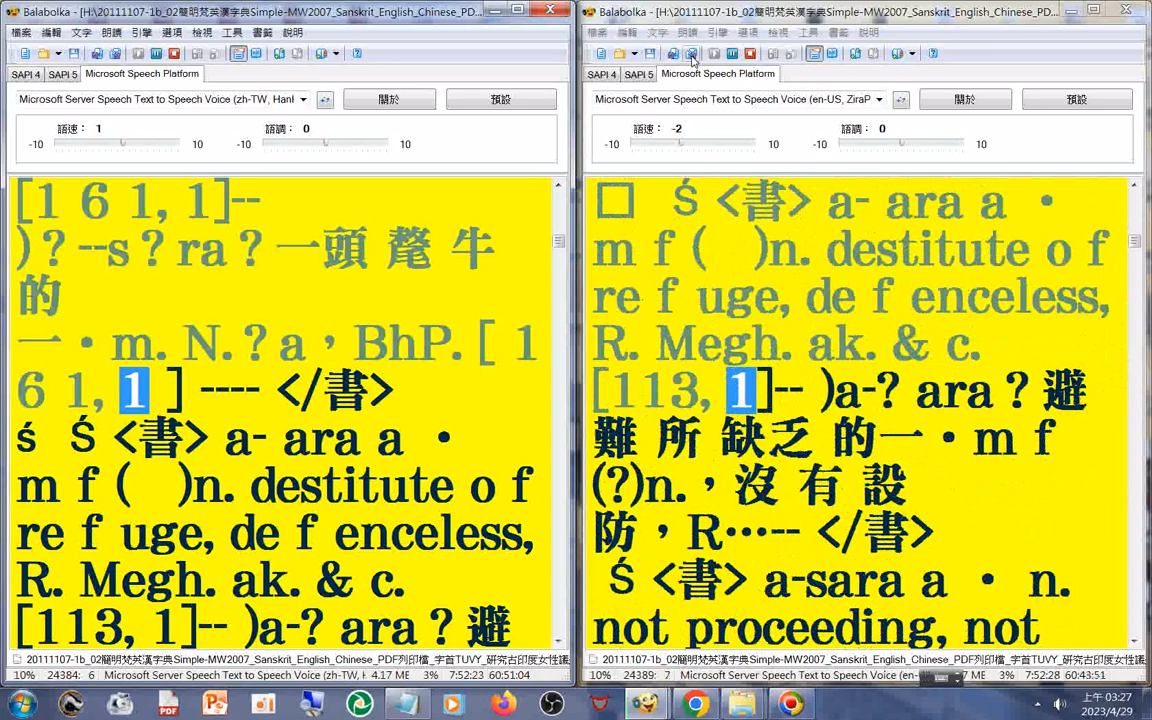 Balabolka - [H:\20111107-1b_02簡明梵英漢字典Simple-MW2007_Sanskrit_English_Chinese_PD...
檔案 編輯 文字 朗讀 引擎 選項 檢視 工具 書籤 說明
SAPI 4 SAPI 5 Microsoft Speech Platform
Microsoft Server Speech Text to Speech Voice (zh-TW, Hanl
關於 預設
語速： 1 語調： 0
-10 10 -10 10
[1 6 1, 1]--
)？--s？ra？一頭 氂 牛
的
一・m. N.？a，BhP. [ 1
6 1, 1 ] ---- </書>
ś Ś <書> a- ara a ・
m f ( )n. destitute o f
re f uge, de f enceless,
R. Megh. ak. & c.
[113, 1]-- )a-? ara？避
20111107-1b_02簡明梵英漢字典Simple-MW2007_Sanskrit_English_Chinese_PDF列印檔_字首TUVY_研究古印度女性議
10% 24384: 6 Microsoft Server Speech Text to Speech Voice (zh-TW, H 4.17 MB 3% 7:52:23 60:51:04
Balabolka - [H:\20111107-1b_02簡明梵英漢字典Simple-MW2007_Sanskrit_English_Chinese_PD...
檔案 編輯 文字 朗讀 引擎 選項 檢視 工具 書籤 說明
SAPI 4 SAPI 5 Microsoft Speech Platform
Microsoft Server Speech Text to Speech Voice (en-US, ZiraP
關於 預設
語速： -2 語調： 0
-10 10 -10 10
□ Ś <書> a- ara a ・
m f ( )n. destitute o f
re f uge, de f enceless,
R. Megh. ak. & c.
[113, 1]-- )a-? ara？避
難 所 缺乏 的一・m f
(?)n.，沒 有 設
防，R…-- </書>
Ś <書> a-sara a ・ n.
not proceeding, not
20111107-1b_02簡明梵英漢字典Simple-MW2007_Sanskrit_English_Chinese_PDF列印檔_字首TUVY_研究古印度女性議
10% 24389: 7 Microsoft Server Speech Text to Speech Voice (en- 4.17 MB 3% 7:52:28 60:43:51
上午 03:27
2023/4/29